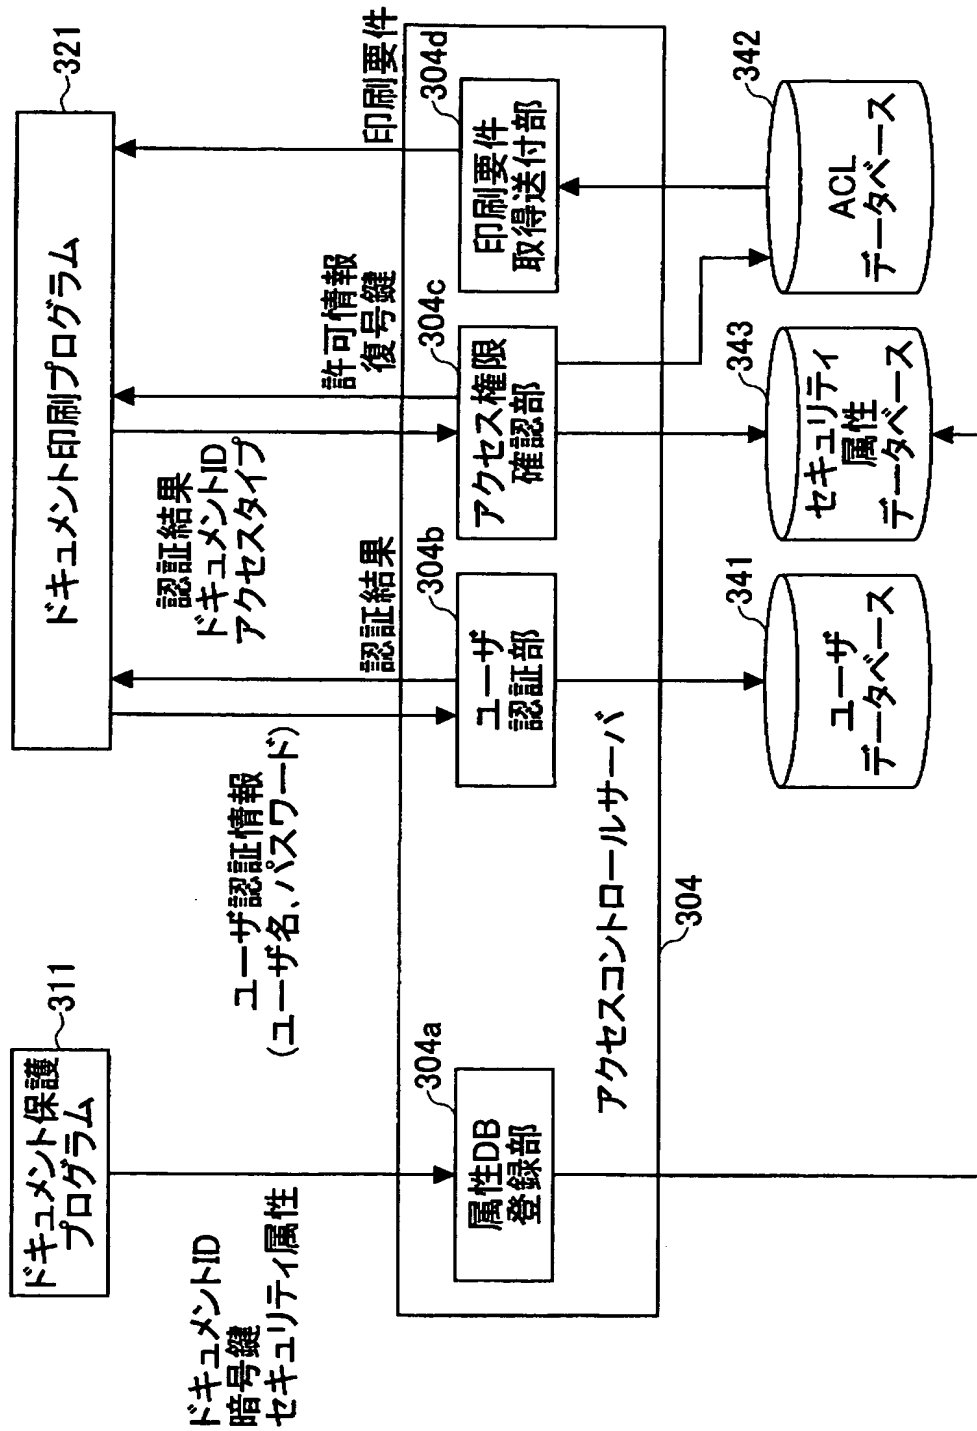 ドキュメント保護
プログラム
311
ドキュメント印刷プログラム
321
ドキュメントID
暗号鍵
セキュリティ属性
ユーザ認証情報
(ユーザ名、パスワード)
認証結果
認証結果
ドキュメントID
アクセスタイプ
許可情報
復号鍵
印刷要件
304a
属性DB
登録部
304b
ユーザ
認証部
304c
アクセス権限
確認部
304d
印刷要件
取得送付部
アクセスコントロールサーバ
304
341
ユーザ
データベース
343
セキュリティ
属性
データベース
342
ACL
データベース